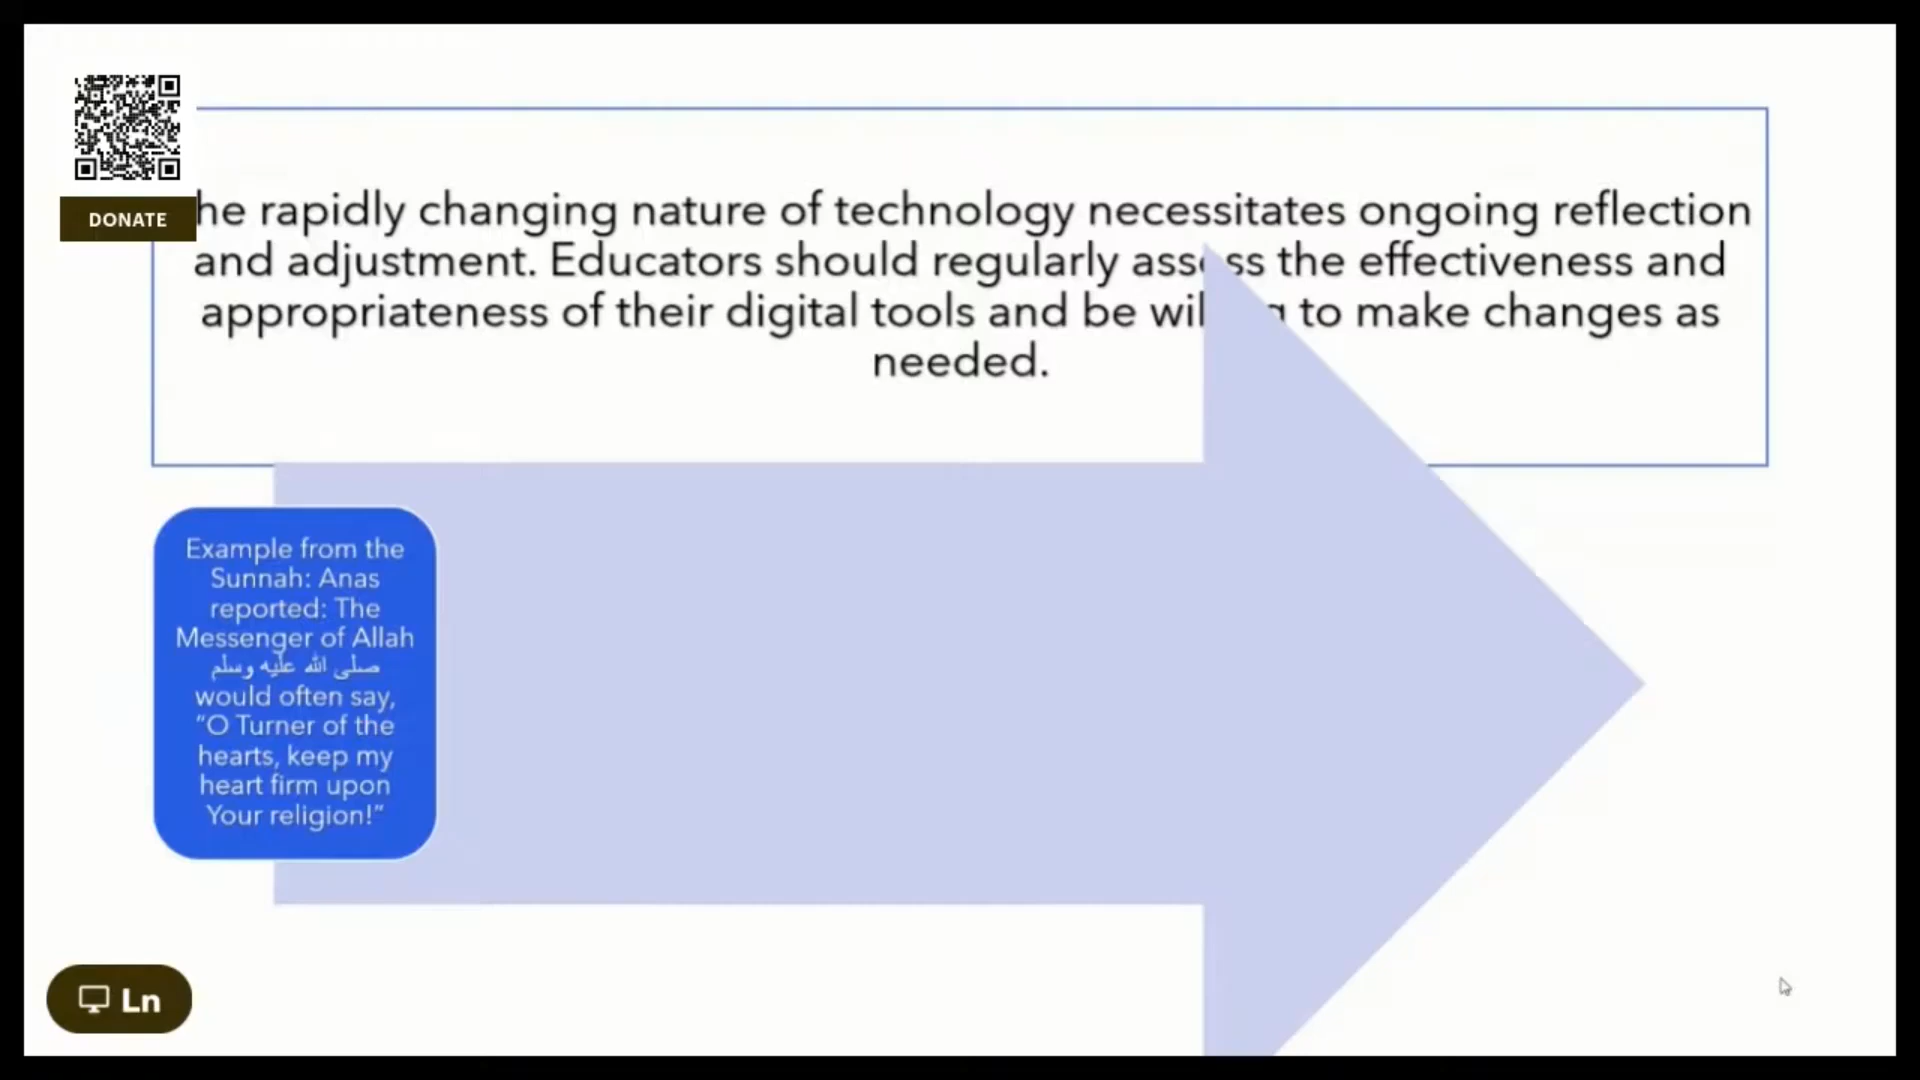 DONATE
he rapidly changing nature of technology necessitates ongoing reflection
and adjustment. Educators should regularly assess the effectiveness and
appropriateness of their digital tools and be to make changes as
needed.
Example from the
Sunnah: Anas
reported: The
Messenger of Allah
صلى الله عليه وسلم
would often say,
“O Turner of the
hearts, keep my
heart firm upon
Your religion!”
Ln